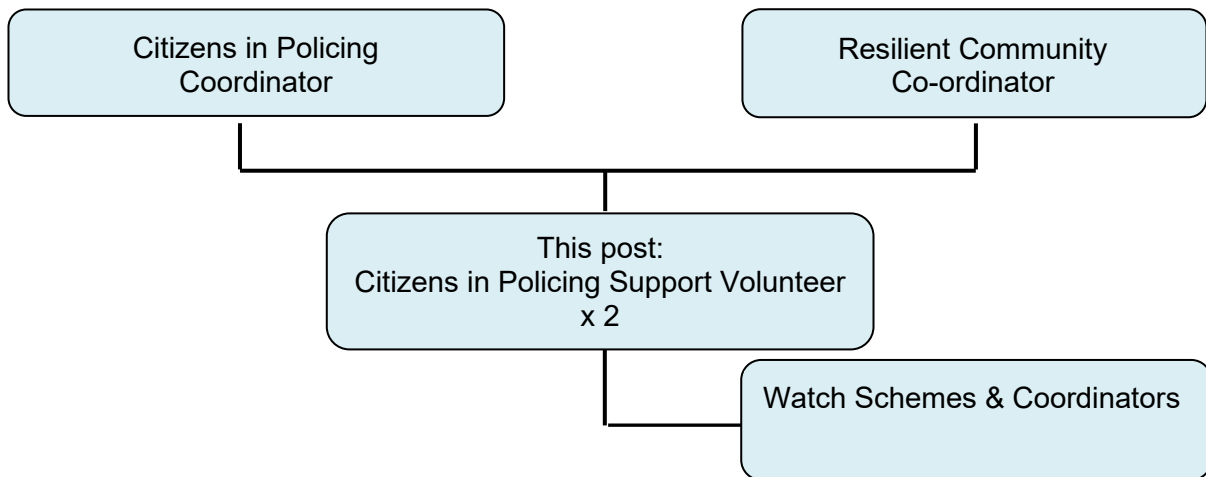 Citizens in Policing
Coordinator
Resilient Community
Co-ordinator
This post:
Citizens in Policing Support Volunteer
x 2
Watch Schemes & Coordinators